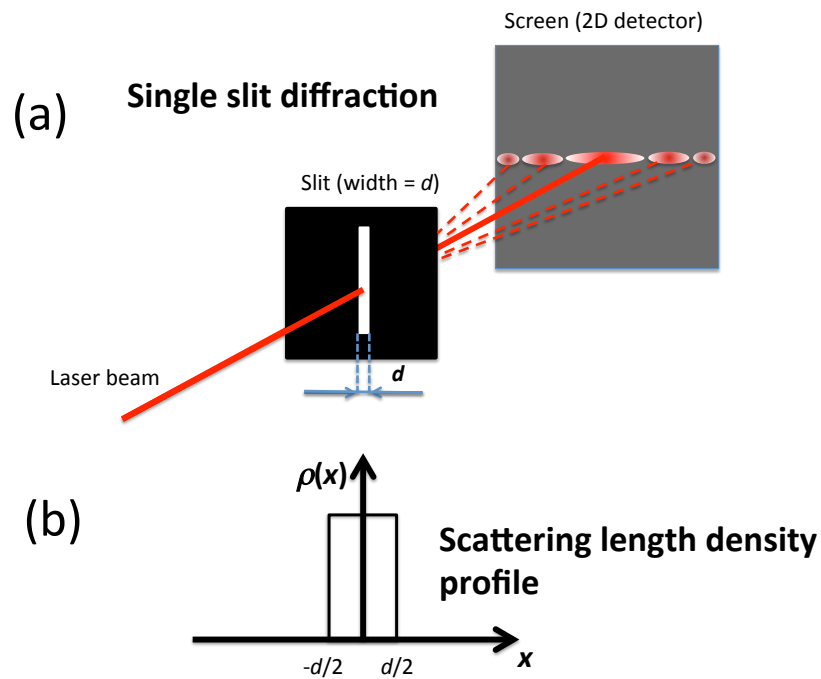 Screen (2D detector)
Single slit diffraction
(a)
Slit (width = d)
Laser beam
d
ρ(x)
(b)
Scattering length density
profile
-d/2
d/2
x